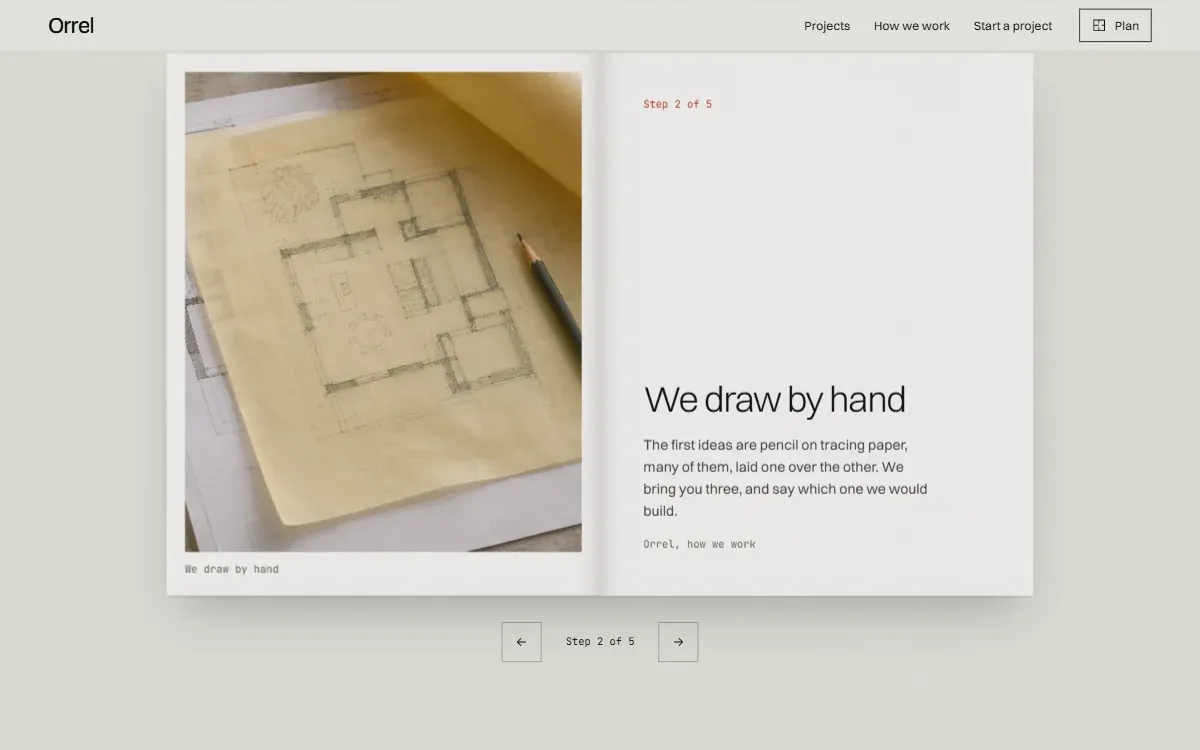 Orrel
Projects
How we work
Start a project
Plan
We draw by hand
Step 2 of 5
We draw by hand
The first ideas are pencil on tracing paper,
many of them, laid one over the other. We
bring you three, and say which one we would
build.
Orrel, how we work
←
Step 2 of 5
→